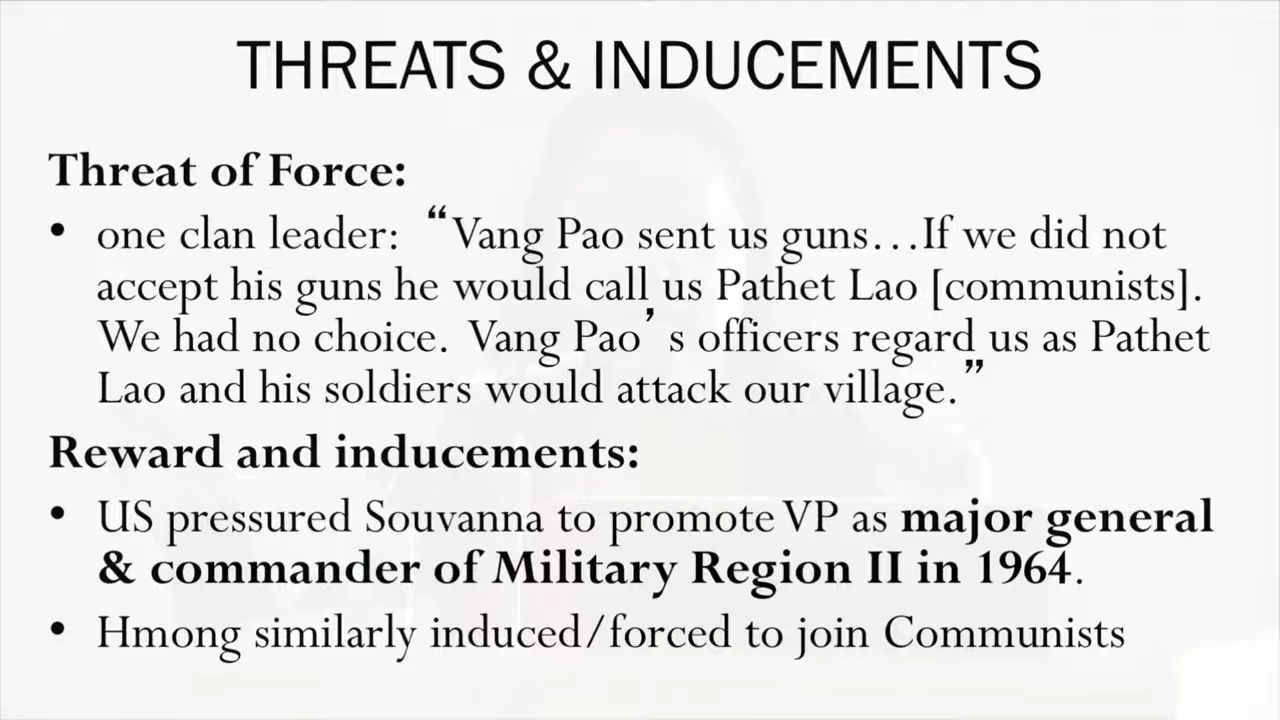 THREATS & INDUCEMENTS
Threat of Force:
• one clan leader: “Vang Pao sent us guns…If we did not
accept his guns he would call us Pathet Lao [communists].
We had no choice. Vang Pao’s officers regard us as Pathet
Lao and his soldiers would attack our village.”
Reward and inducements:
• US pressured Souvanna to promote VP as major general
& commander of Military Region II in 1964.
• Hmong similarly induced/forced to join Communists